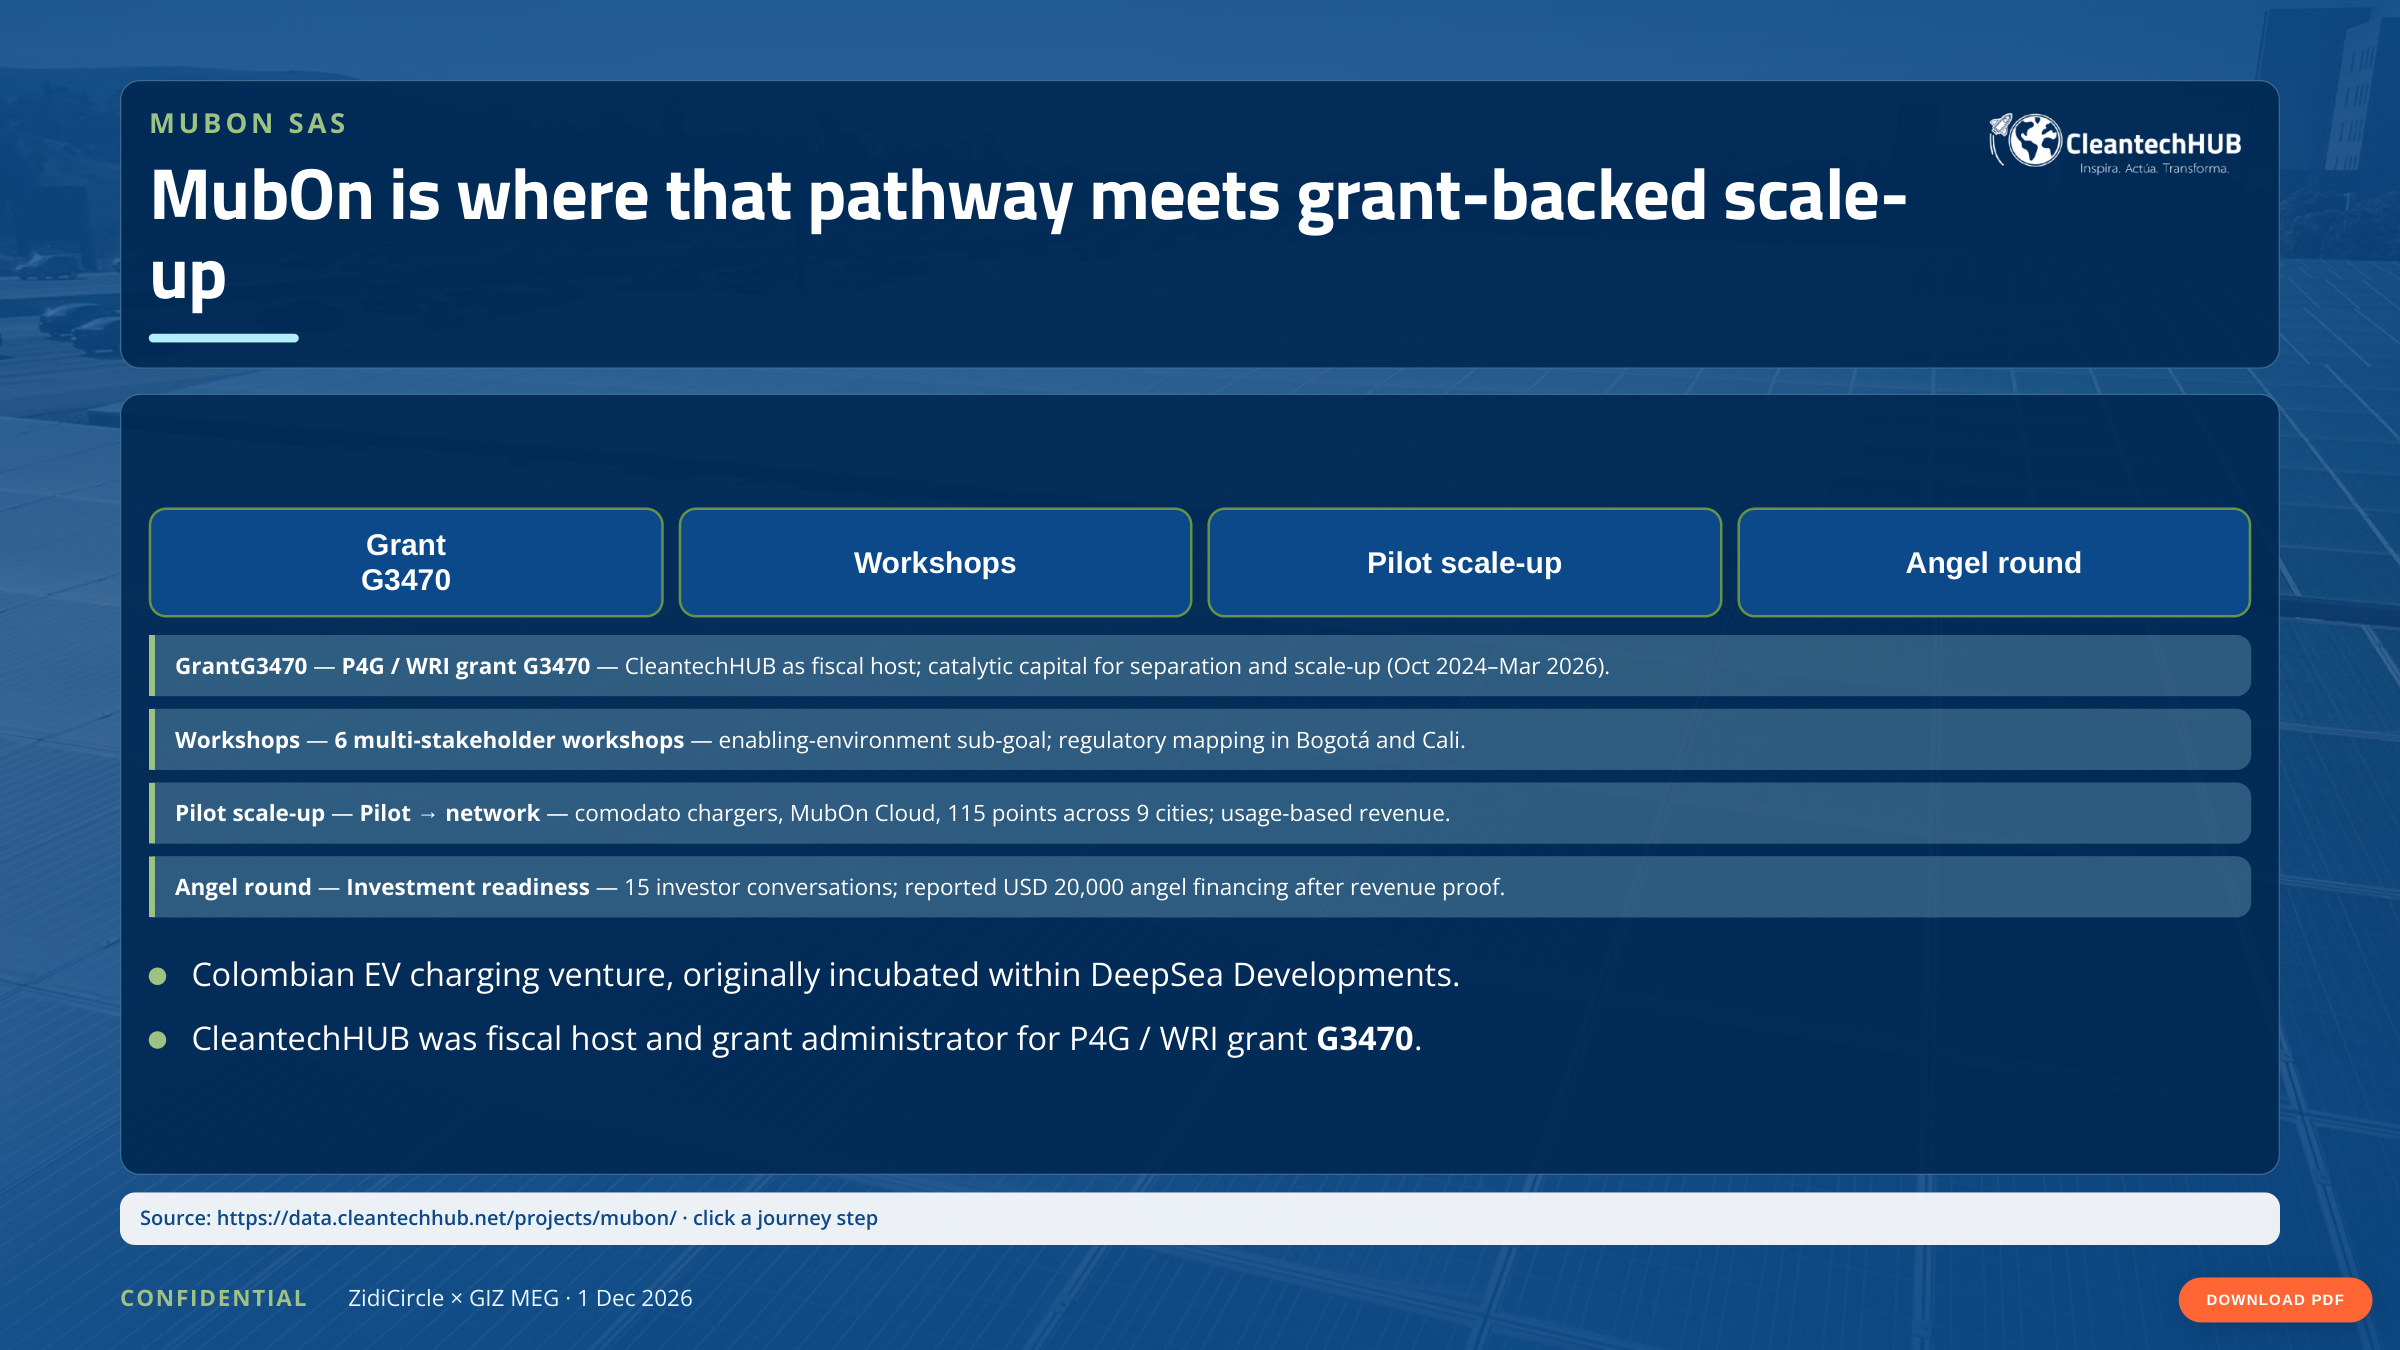 MUBON SAS
MubOn is where that pathway meets grant-backed scale-
up
CleantechHUB
Inspira. Actúa. Transforma.
Grant
G3470
Workshops
Pilot scale-up
Angel round
GrantG3470 — P4G / WRI grant G3470 — CleantechHUB as fiscal host; catalytic capital for separation and scale-up (Oct 2024–Mar 2026).
Workshops — 6 multi-stakeholder workshops — enabling-environment sub-goal; regulatory mapping in Bogotá and Cali.
Pilot scale-up — Pilot → network — comodato chargers, MubOn Cloud, 115 points across 9 cities; usage-based revenue.
Angel round — Investment readiness — 15 investor conversations; reported USD 20,000 angel financing after revenue proof.
Colombian EV charging venture, originally incubated within DeepSea Developments.
CleantechHUB was fiscal host and grant administrator for P4G / WRI grant G3470.
Source: https://data.cleantechhub.net/projects/mubon/ · click a journey step
CONFIDENTIAL ZidiCircle × GIZ MEG · 1 Dec 2026
DOWNLOAD PDF